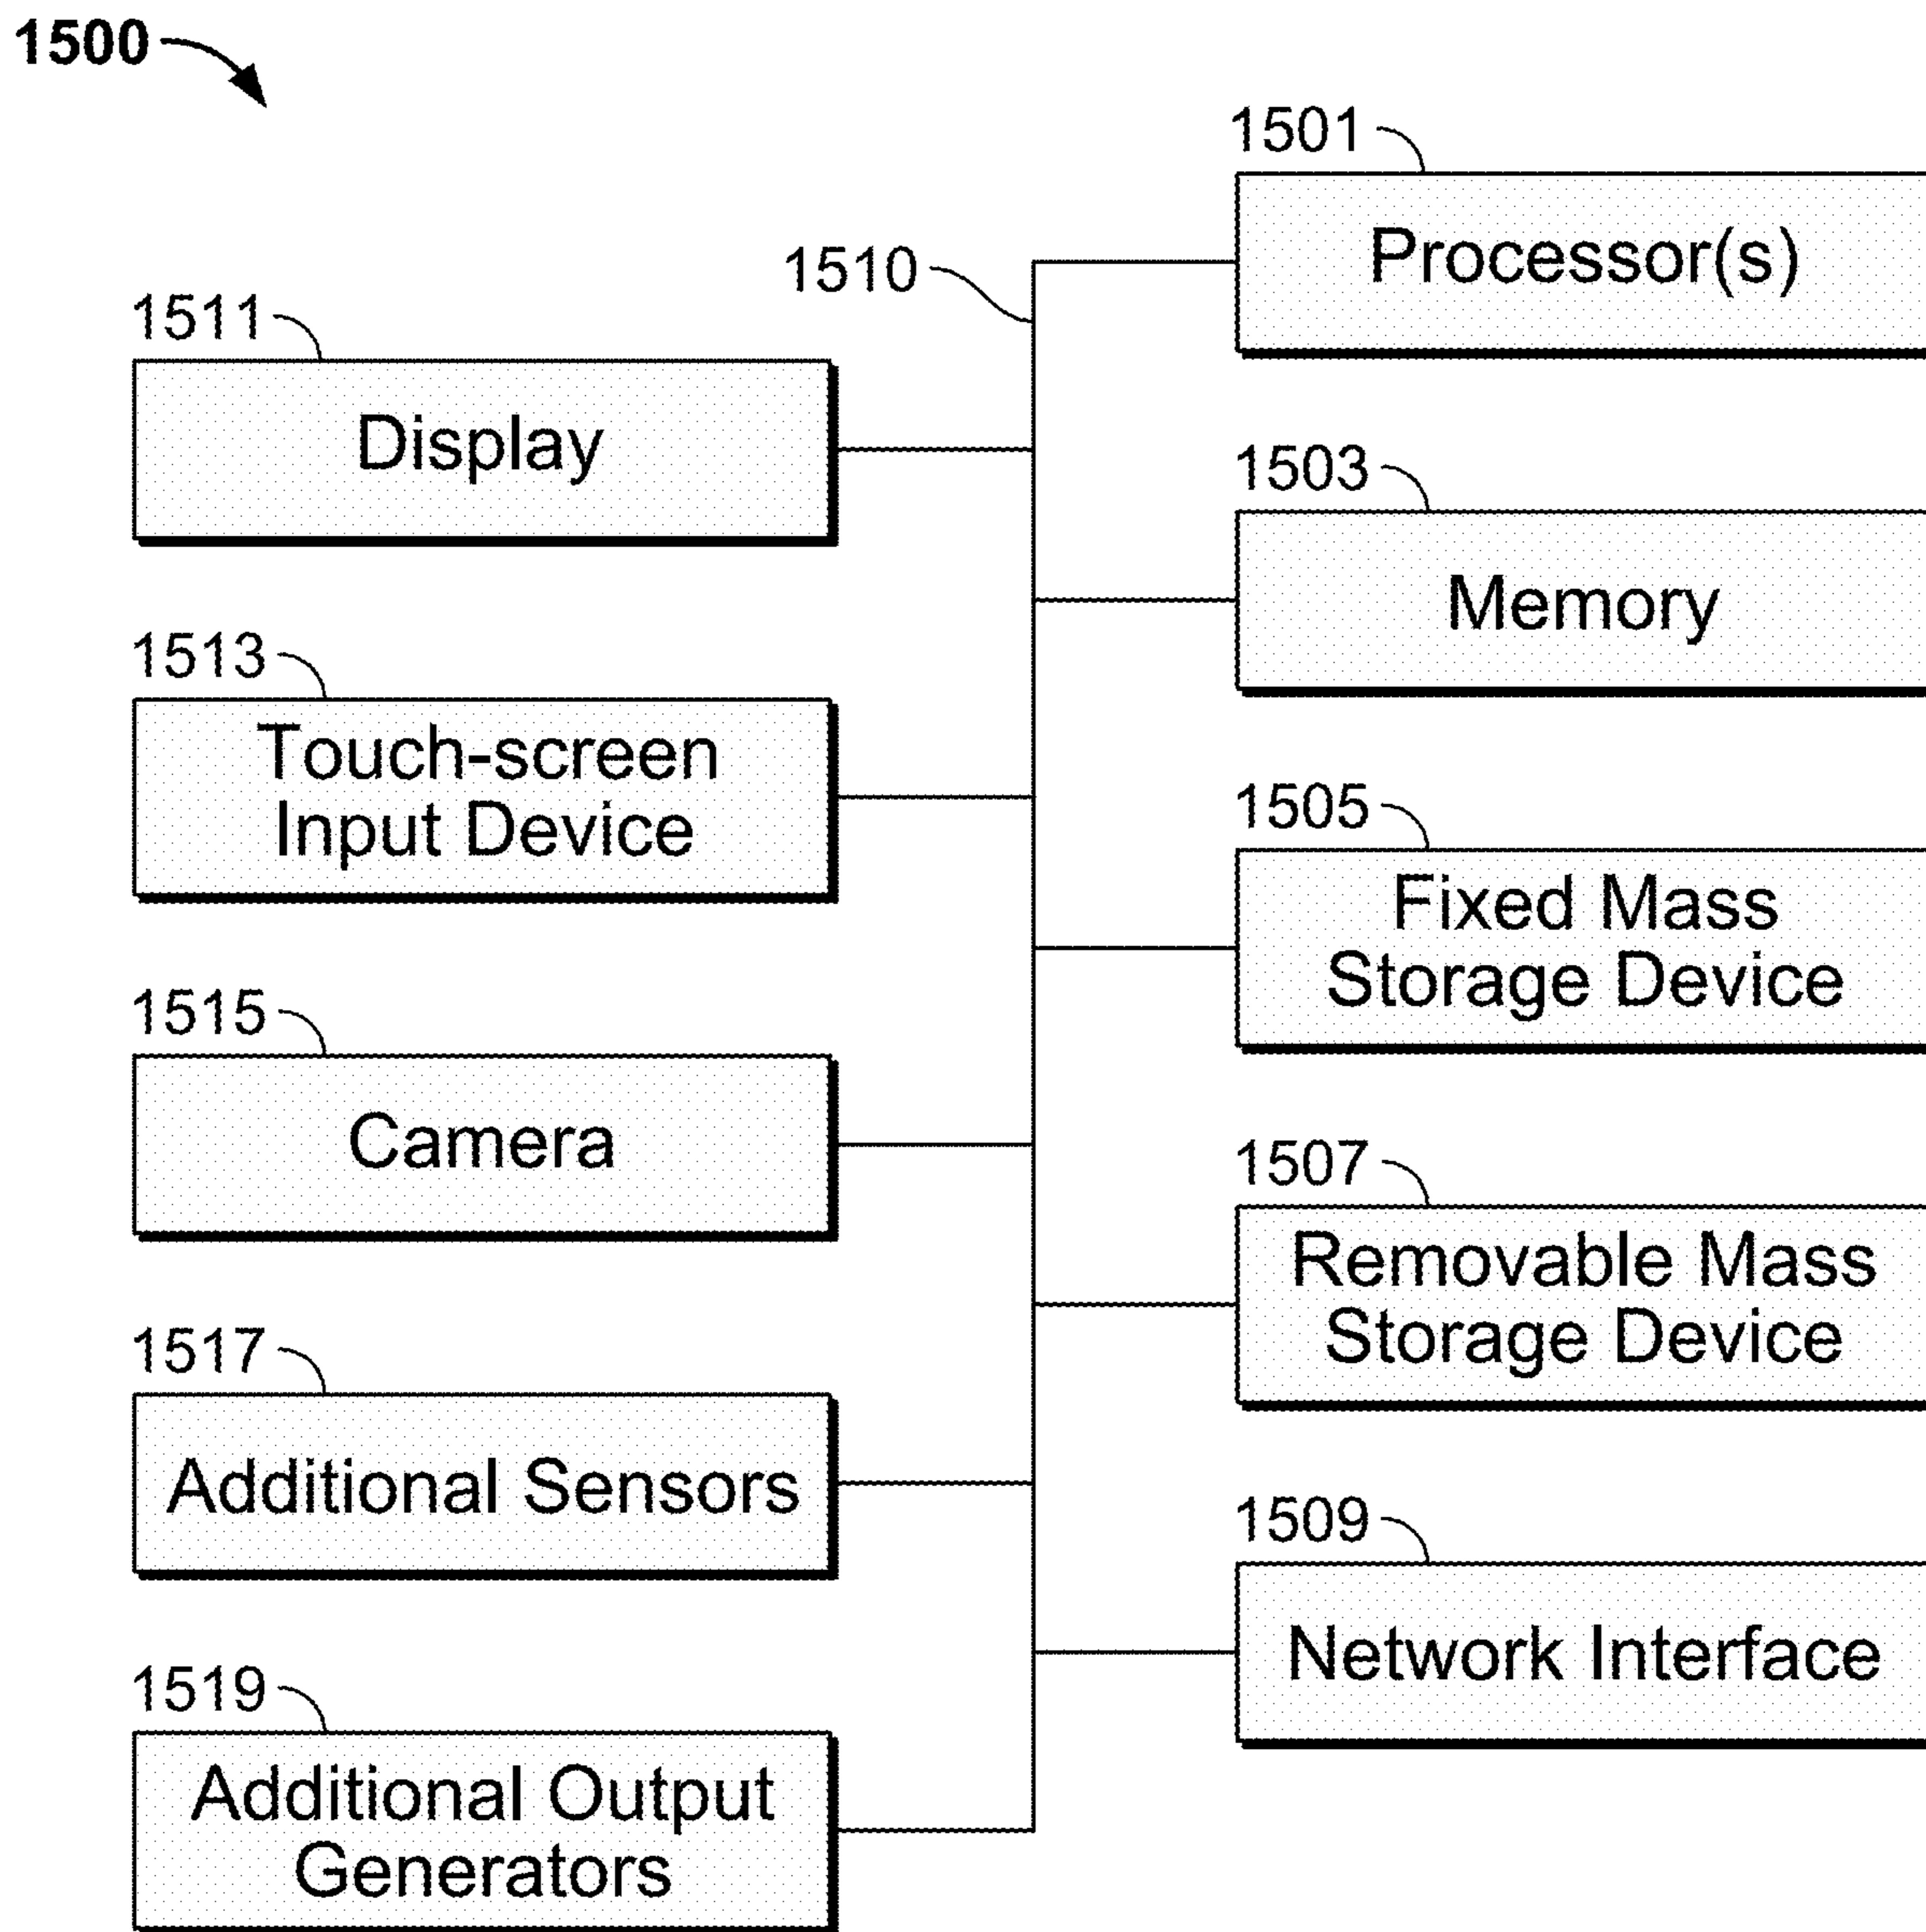 1500
1501
Processor(s)
1510
1511
Display
1503
Memory
1513
Touch-screen
Input Device
1505
Fixed Mass
Storage Device
1515
Camera
1507
Removable Mass
Storage Device
1517
Additional Sensors
1509
Network Interface
1519
Additional Output
Generators